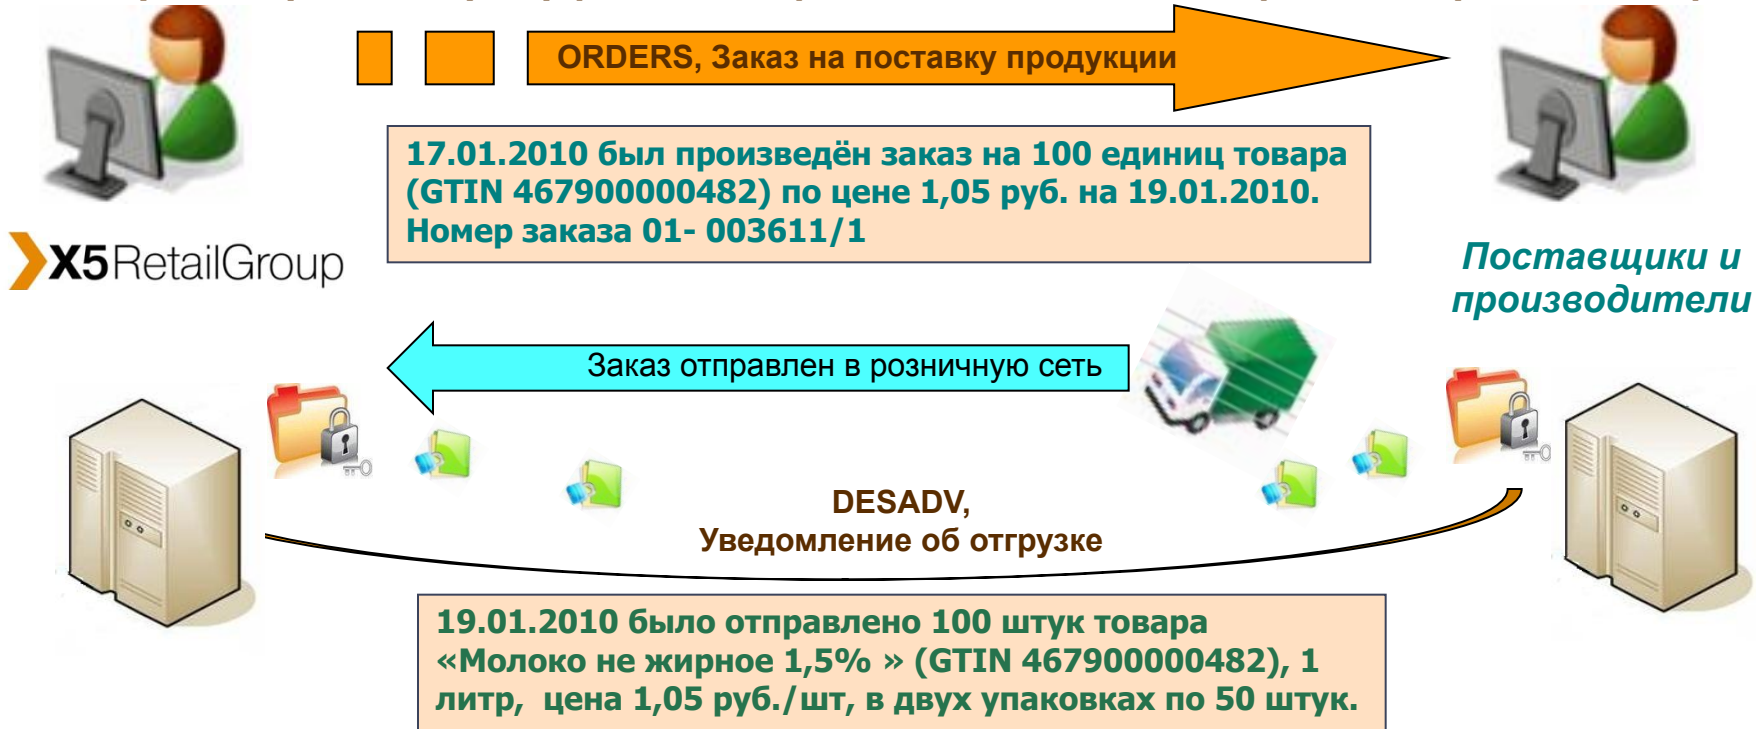 ORDERS, Заказ на поставку продукции
17.01.2010 был произведён заказ на 100 единиц товара
(GTIN 467900000482) по цене 1,05 руб. на 19.01.2010.
Номер заказа 01- 003611/1
X5RetailGroup
Поставщики и
производители
Заказ отправлен в розничную сеть
DESADV,
Уведомление об отгрузке
19.01.2010 было отправлено 100 штук товара
«Молоко не жирное 1,5% » (GTIN 467900000482), 1
литр, цена 1,05 руб./шт, в двух упаковках по 50 штук.